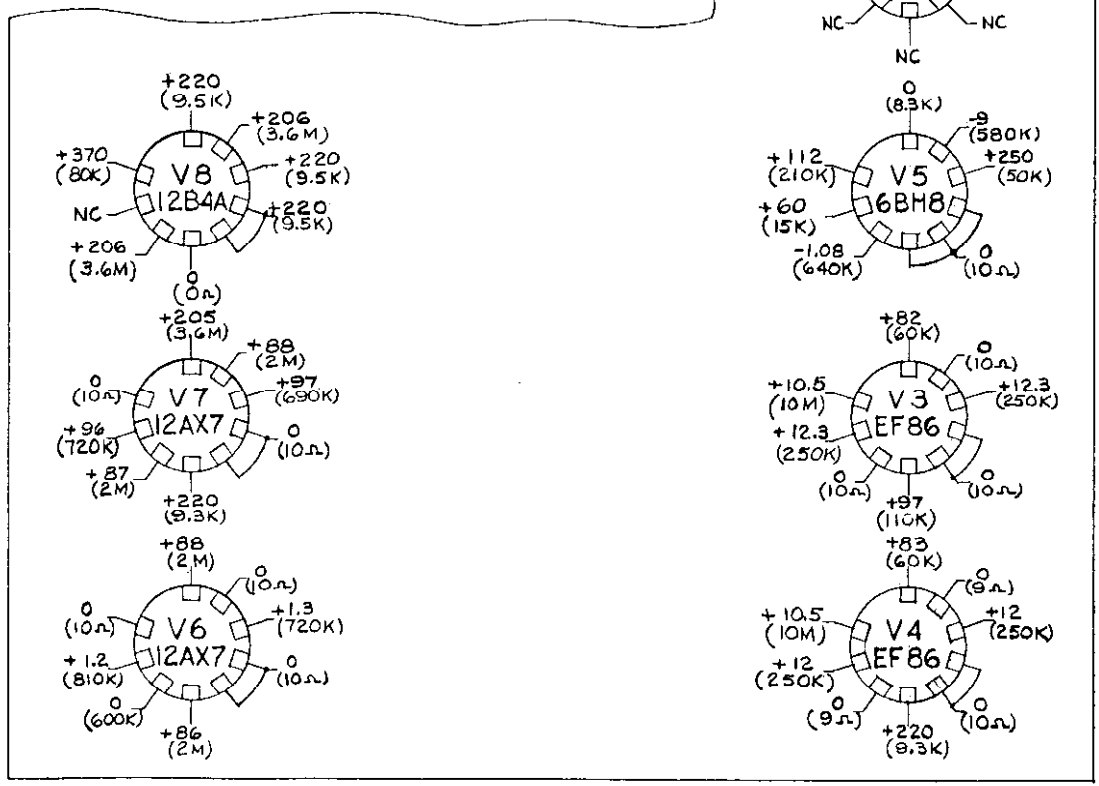 NC
NC
NC
+220
(9.5K)
+206
(3.6M)
+370
(80K)
+220
(9.5K)
V8
12B4A
NC
+220
(9.5K)
+206
(3.6M)
0
(0Ω)
0
(8.3K)
-9
(580K)
+112
(210K)
+250
(50K)
V5
6BH8
+60
(15K)
-1.08
(640K)
0
(10Ω)
+205
(3.6M)
+88
(2M)
0
(10Ω)
+97
(690K)
V7
12AX7
+96
(720K)
0
(10Ω)
+87
(2M)
+220
(9.3K)
+82
(60K)
0
(10Ω)
+10.5
(10M)
+12.3
(250K)
V3
EF86
+12.3
(250K)
0
(10Ω)
0
(10Ω)
+97
(110K)
+88
(2M)
0
(10Ω)
0
(10Ω)
+1.3
(720K)
V6
12AX7
+1.2
(810K)
0
(10Ω)
0
(600K)
+86
(2M)
+83
(60K)
0
(9Ω)
+10.5
(10M)
+12
(250K)
V4
EF86
+12
(250K)
0
(9Ω)
0
(10Ω)
+220
(9.3K)